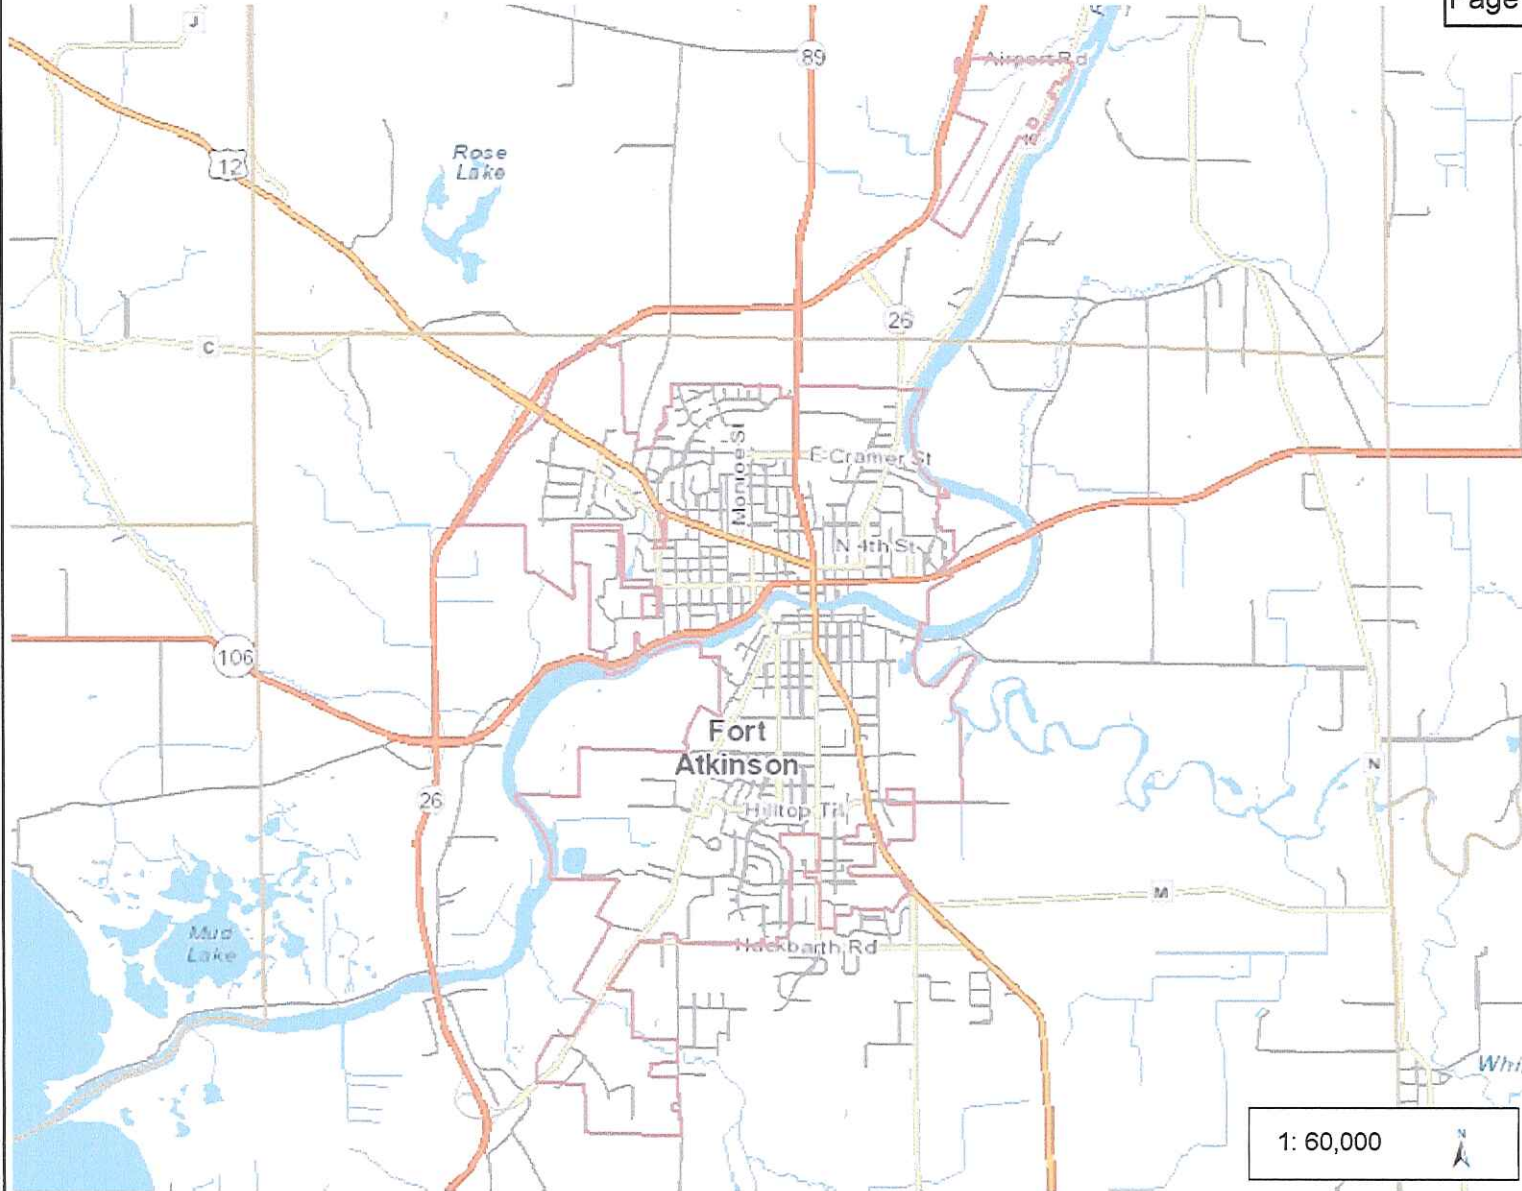 Page
J
89
Airport Rd
Rose
Lake
12
26
C
Monroe St
E Cramer St
N 4th St
106
Fort
Atkinson
N
26
Hilltop Trl
M
Mud
Lake
Hackbarth Rd
1: 60,000
N